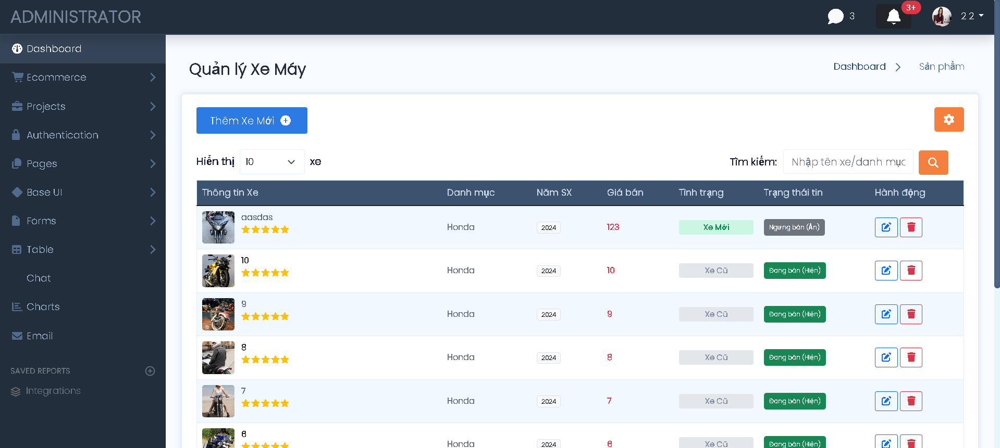 ADMINISTRATOR
3
3+
2 2
Dashboard
Ecommerce
Projects
Authentication
Pages
Base UI
Forms
Table
Chat
Charts
Email
SAVED REPORTS
Integrations
Quản lý Xe Máy
Dashboard
Sản phẩm
Thêm Xe Mới
Hiển thị 10 xe
Tìm kiếm: Nhập tên xe/danh mục
Thông tin Xe Danh mục Năm SX Giá bán Tình trạng Trạng thái tin Hành động
aasdas
Honda 2024 123 Xe Mới Ngưng bán (Ẩn)
10
Honda 2024 10 Xe Cũ Đang bán (Hiện)
9
Honda 2024 9 Xe Cũ Đang bán (Hiện)
8
Honda 2024 8 Xe Cũ Đang bán (Hiện)
7
Honda 2024 7 Xe Cũ Đang bán (Hiện)
6
Honda 2024 6 Xe Cũ Đang bán (Hiện)